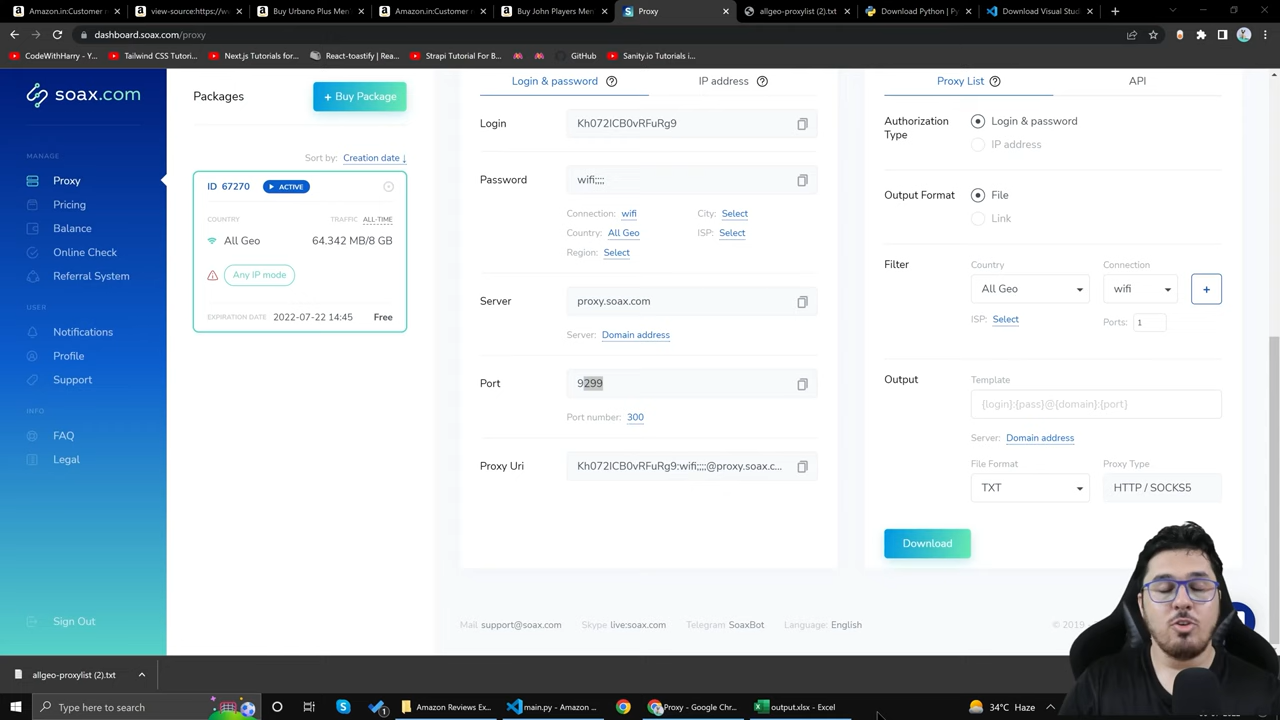 Amazon.in:Customer r
view-source:https://w
Buy Urbano Plus Men
Amazon.in:Customer r
Buy John Players Men
Proxy
allgeo-proxylist (2).txt
Download Python | Py
Download Visual Stud
dashboard.soax.com/proxy
CodeWithHarry - Y...
Tailwind CSS Tutori...
Next.js Tutorials for...
React-toastify | Rea...
Strapi Tutorial For B...
GitHub
Sanity.io Tutorials i...
soax.com
MANAGE
Proxy
Pricing
Balance
Online Check
Referral System
USER
Notifications
Profile
Support
INFO
FAQ
Legal
Sign Out
Packages
+ Buy Package
Sort by: Creation date ↓
ID 67270 ACTIVE
COUNTRY TRAFFIC ALL-TIME
All Geo 64.342 MB/8 GB
Any IP mode
EXPIRATION DATE 2022-07-22 14:45 Free
Login & password
IP address
Login Kh072ICB0vRFuRg9
Password wifi;;;;
Connection: wifi City: Select
Country: All Geo ISP: Select
Region: Select
Server proxy.soax.com
Server: Domain address
Port 9299
Port number: 300
Proxy Uri Kh072ICB0vRFuRg9:wifi;;;;@proxy.soax.c...
Proxy List
API
Authorization Type
Login & password
IP address
Output Format
File
Link
Filter
Country Connection
All Geo wifi +
ISP: Select Ports: 1
Output
Template
{login}:{pass}@{domain}:{port}
Server: Domain address
File Format Proxy Type
TXT HTTP / SOCKS5
Download
Mail support@soax.com Skype live:soax.com Telegram SoaxBot Language: English © 2019
allgeo-proxylist (2).txt
Type here to search
Amazon Reviews Ex...
main.py - Amazon ...
Proxy - Google Chr...
output.xlsx - Excel
34°C Haze